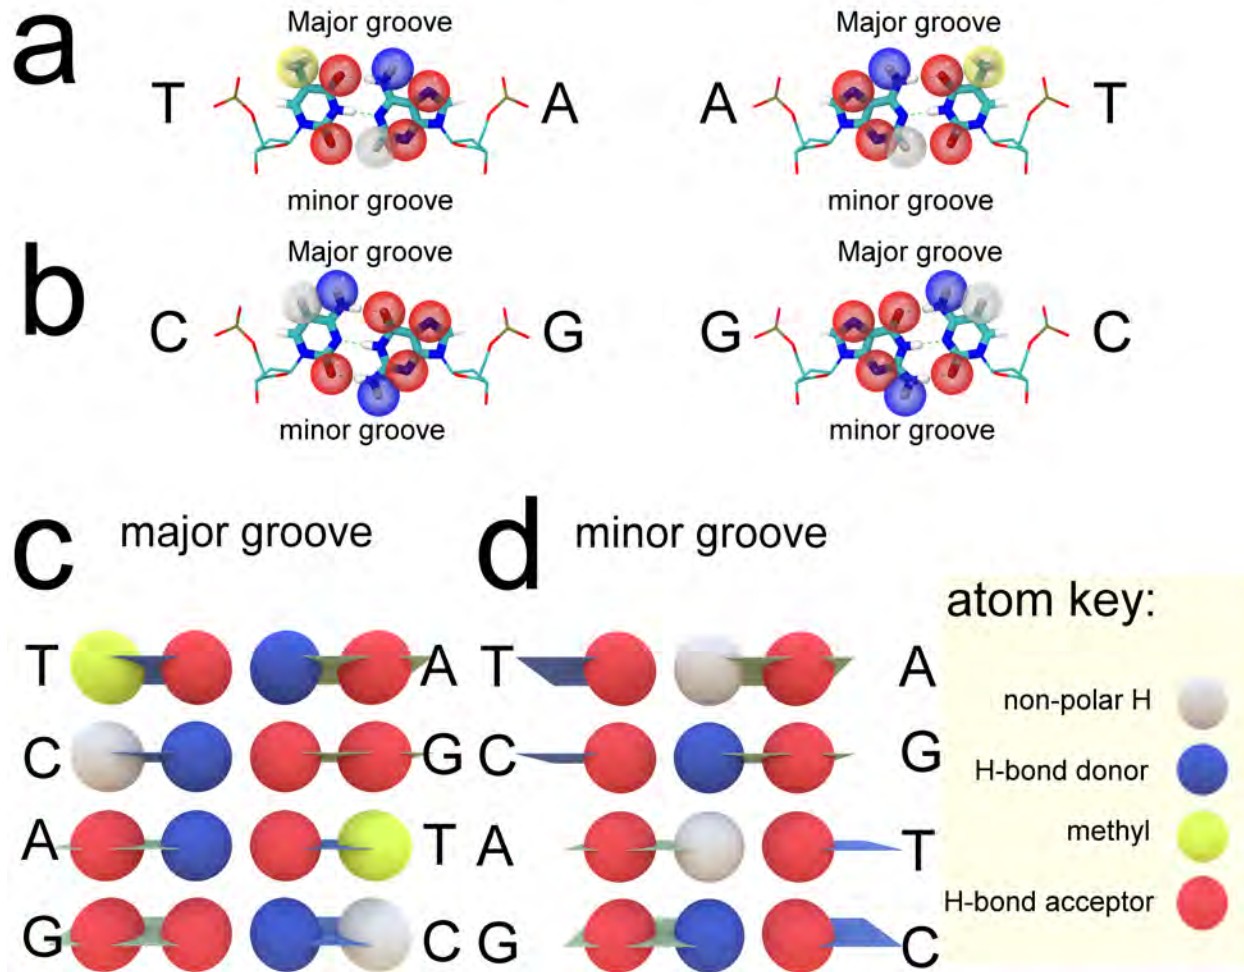 a
Major groove
T
A
minor groove
Major groove
A
T
minor groove
b
Major groove
C
G
minor groove
Major groove
G
C
minor groove
c
major groove
T
A
C
G
A
T
G
C
d
minor groove
T
A
C
G
A
T
G
C
atom key:
non-polar H
H-bond donor
methyl
H-bond acceptor